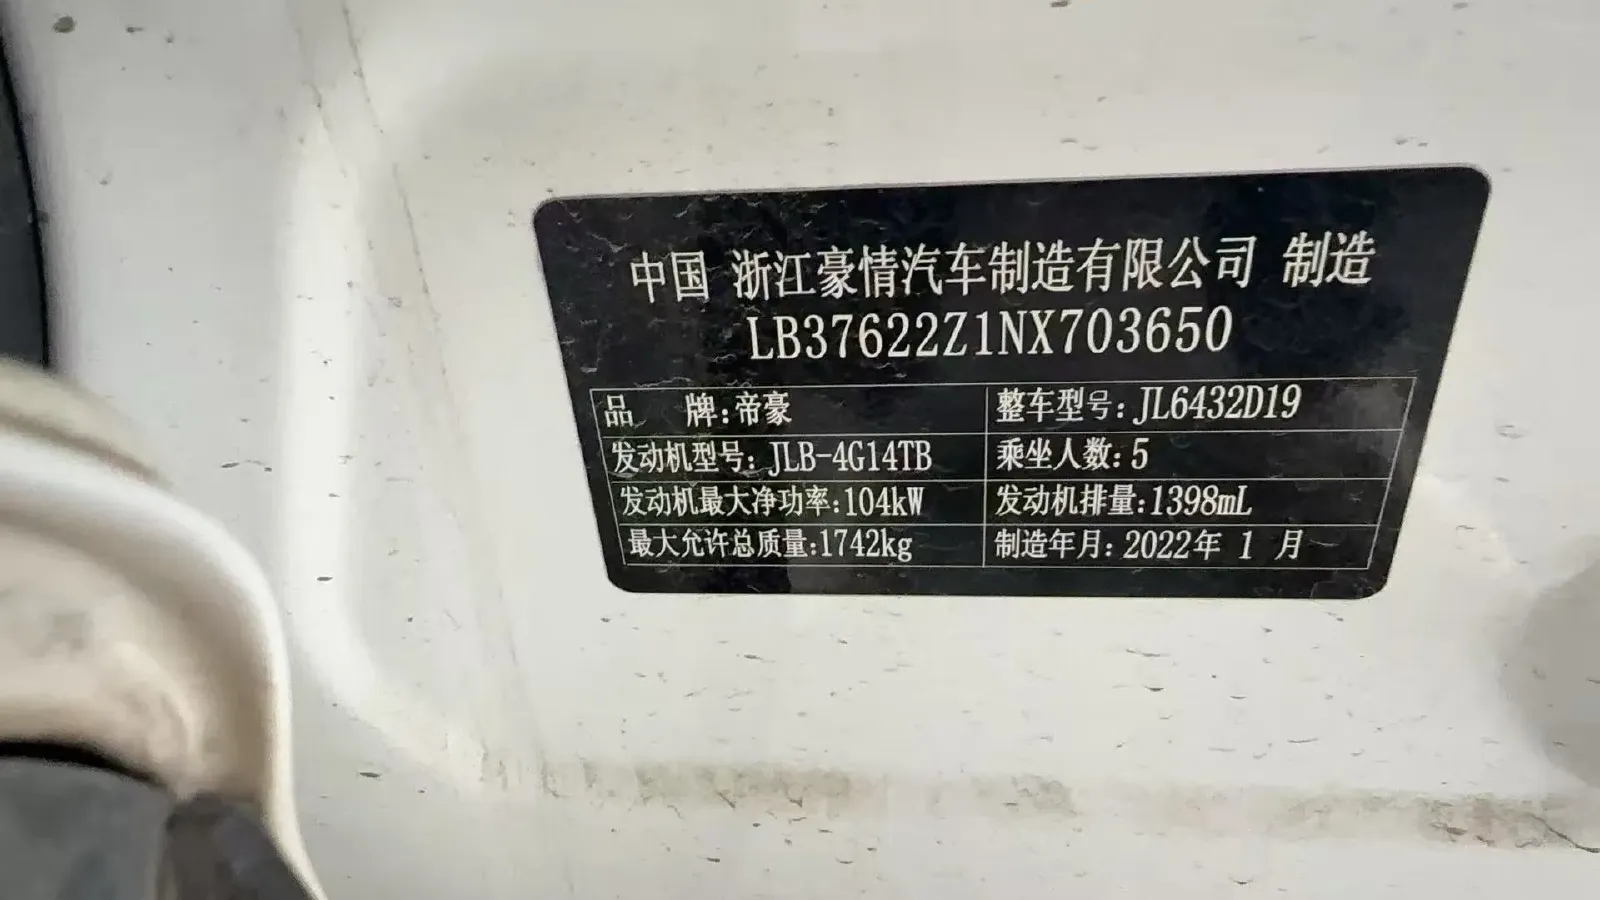 中国 浙江豪情汽车制造有限公司 制造
LB37622Z1NX703650
品 牌:帝豪 整车型号:JL6432D19
发动机型号:JLB-4G14TB 乘坐人数:5
发动机最大净功率:104kW 发动机排量:1398mL
最大允许总质量:1742kg 制造年月:2022年 1 月